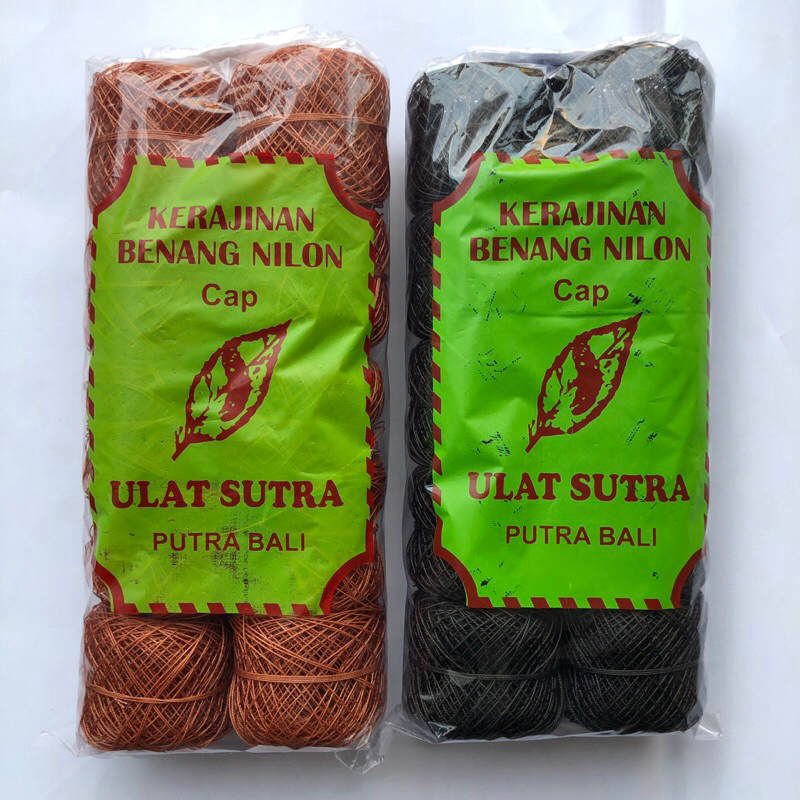 KERAJINAN
BENANG NILON
Cap
ULAT SUTRA
PUTRA BALI
KERAJINAN
BENANG NILON
Cap
ULAT SUTRA
PUTRA BALI